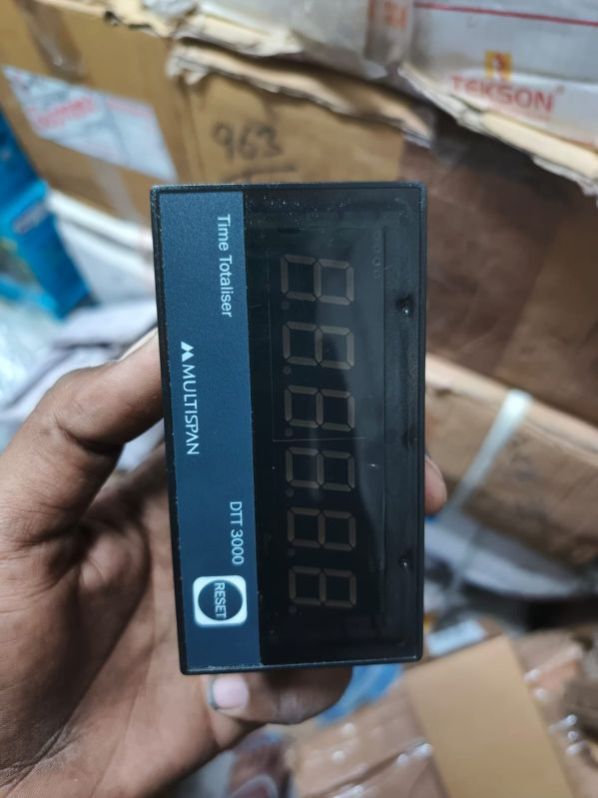 963
TEKSON
Time Totaliser
MULTISPAN
DTT 3000
RESET